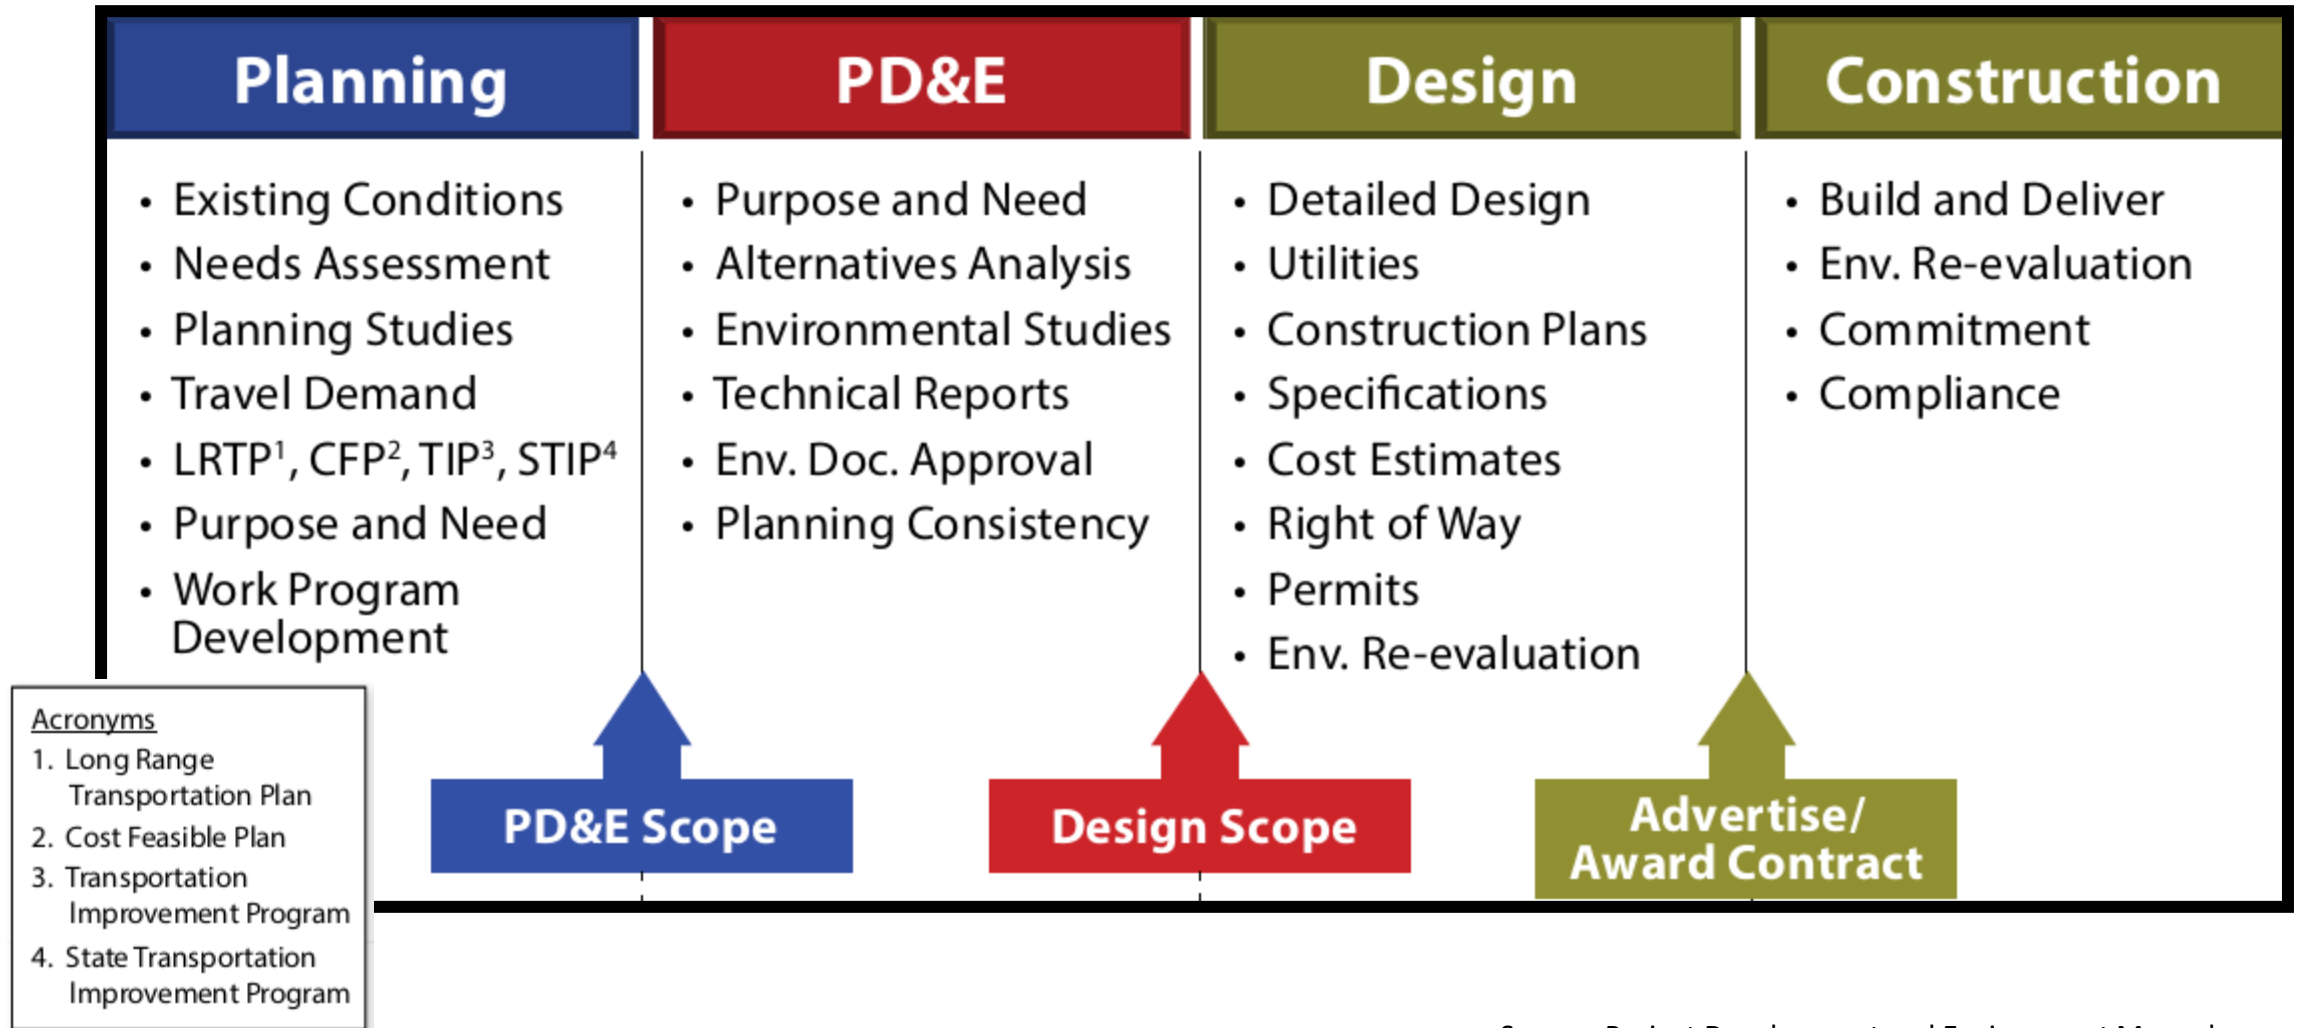 Planning
• Existing Conditions
• Needs Assessment
• Planning Studies
• Travel Demand
• LRTP¹, CFP², TIP³, STIP⁴
• Purpose and Need
• Work Program
Development
PD&E
• Purpose and Need
• Alternatives Analysis
• Environmental Studies
• Technical Reports
• Env. Doc. Approval
• Planning Consistency
Design
• Detailed Design
• Utilities
• Construction Plans
• Specifications
• Cost Estimates
• Right of Way
• Permits
• Env. Re-evaluation
Construction
• Build and Deliver
• Env. Re-evaluation
• Commitment
• Compliance
PD&E Scope
Design Scope
Advertise/
Award Contract
Acronyms
1. Long Range
Transportation Plan
2. Cost Feasible Plan
3. Transportation
Improvement Program
4. State Transportation
Improvement Program